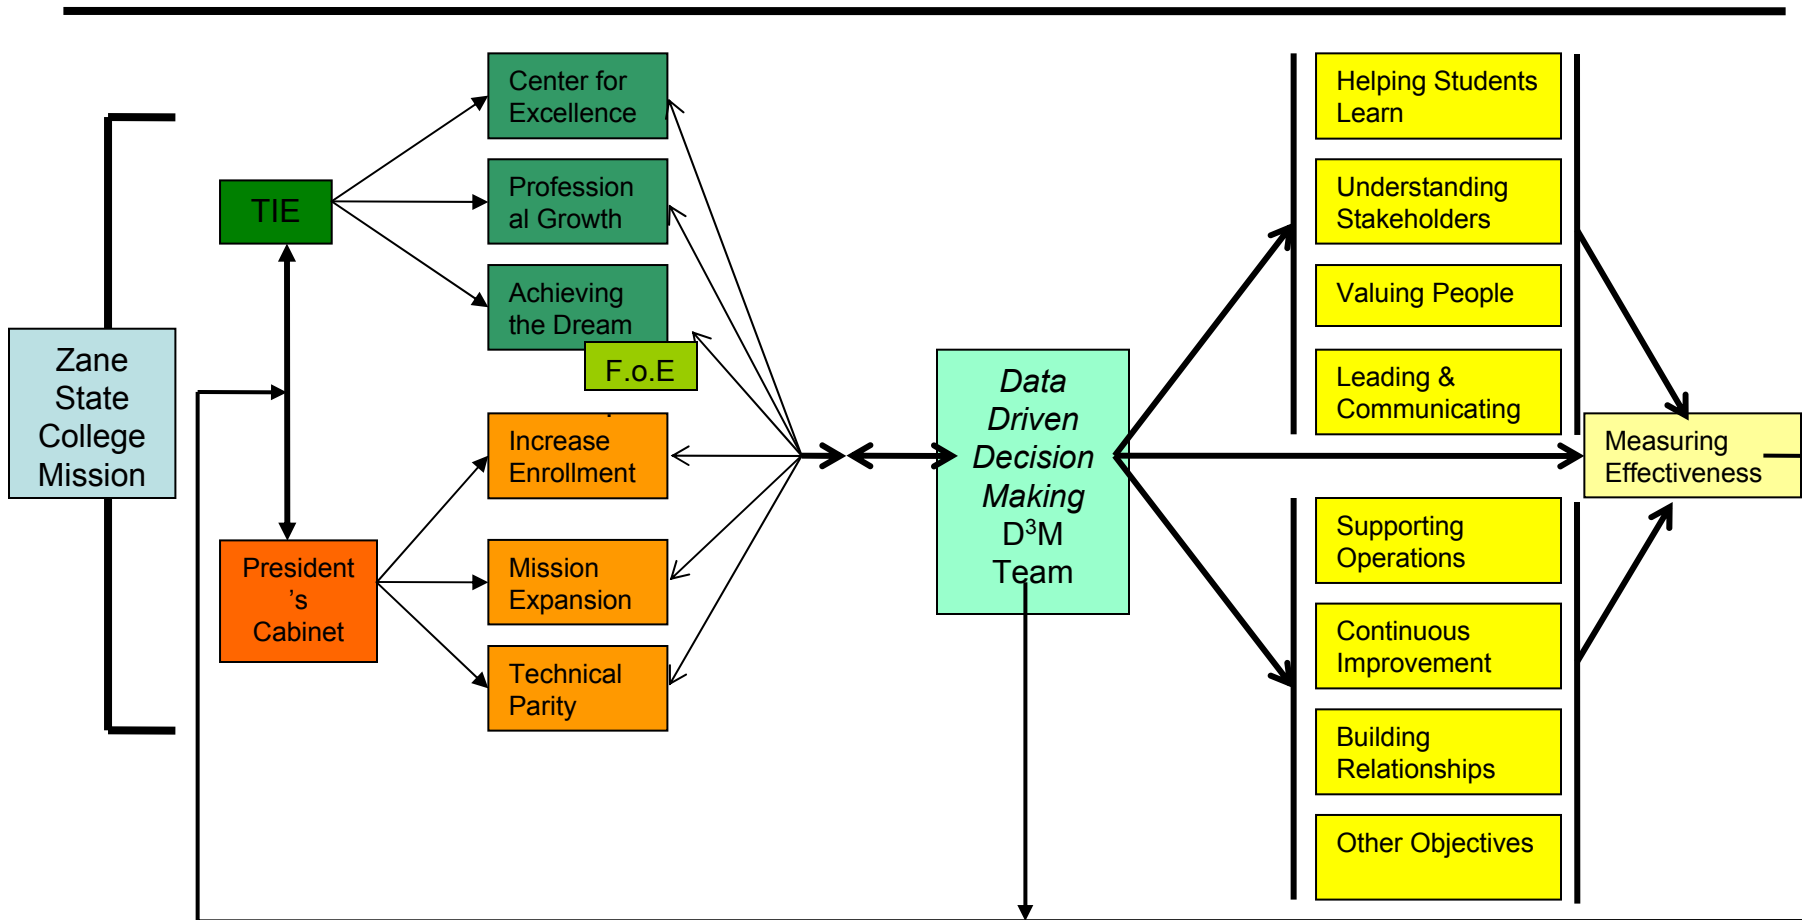 Zane
State
College
Mission
TIE
President
's
Cabinet
Center for
Excellence
Profession
al Growth
Achieving
the Dream
F.o.E
Increase
Enrollment
Mission
Expansion
Technical
Parity
Data
Driven
Decision
Making
D³M
Team
Helping Students
Learn
Understanding
Stakeholders
Valuing People
Leading &
Communicating
Supporting
Operations
Continuous
Improvement
Building
Relationships
Other Objectives
Measuring
Effectiveness